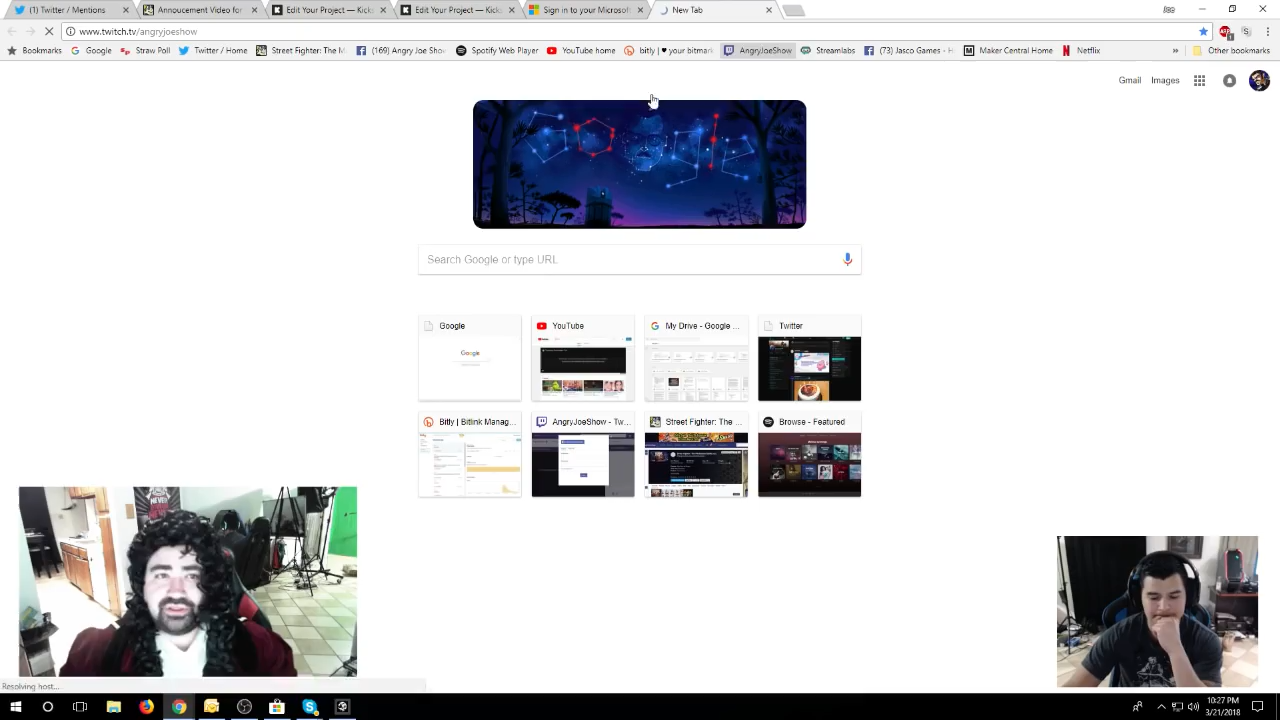 (1) Twitter / Mentions
Annoucement Video for
Edit Your Project — Kicks
Edit Your Project — Kicks
Sign in to your Microsoft
New Tab
www.twitch.tv/angryjoeshow
Bookmarks
Google
Straw Poll
Twitter / Home
Street Fighter: The M
(169) Angry Joe Show
Spotify Web Player
YouTube home
bitly | ♥ your bitmark
AngryJoeShow
Streamlabs
(73) Jasco Games - H
Maker Central Home
Netflix
»
Other bookmarks
Gmail
Images
Search Google or type URL
Google
YouTube
My Drive - Google ...
Twitter
Bitly | Bitlink Manag...
AngryJoeShow - Tw...
Street Fighter: The ...
Browse - Featured
Resolving host...
10:27 PM
3/21/2018